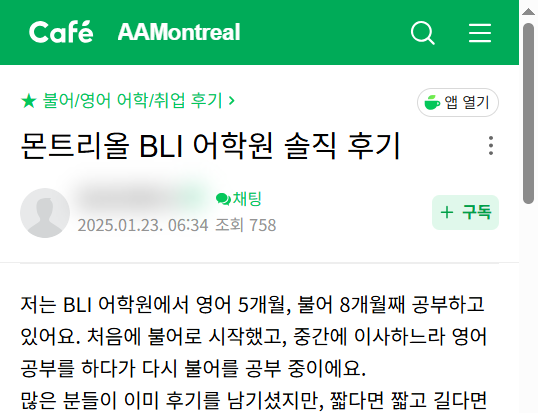 Café AAMontreal
★ 불어/영어 어학/취업 후기 >
앱 열기
몬트리올 BLI 어학원 솔직 후기
채팅
2025.01.23. 06:34 조회 758
+ 구독
저는 BLI 어학원에서 영어 5개월, 불어 8개월째 공부하고
있어요. 처음에 불어로 시작했고, 중간에 이사하느라 영어
공부를 하다가 다시 불어를 공부 중이에요.
많은 분들이 이미 후기를 남기셨지만, 짧다면 짧고 길다면